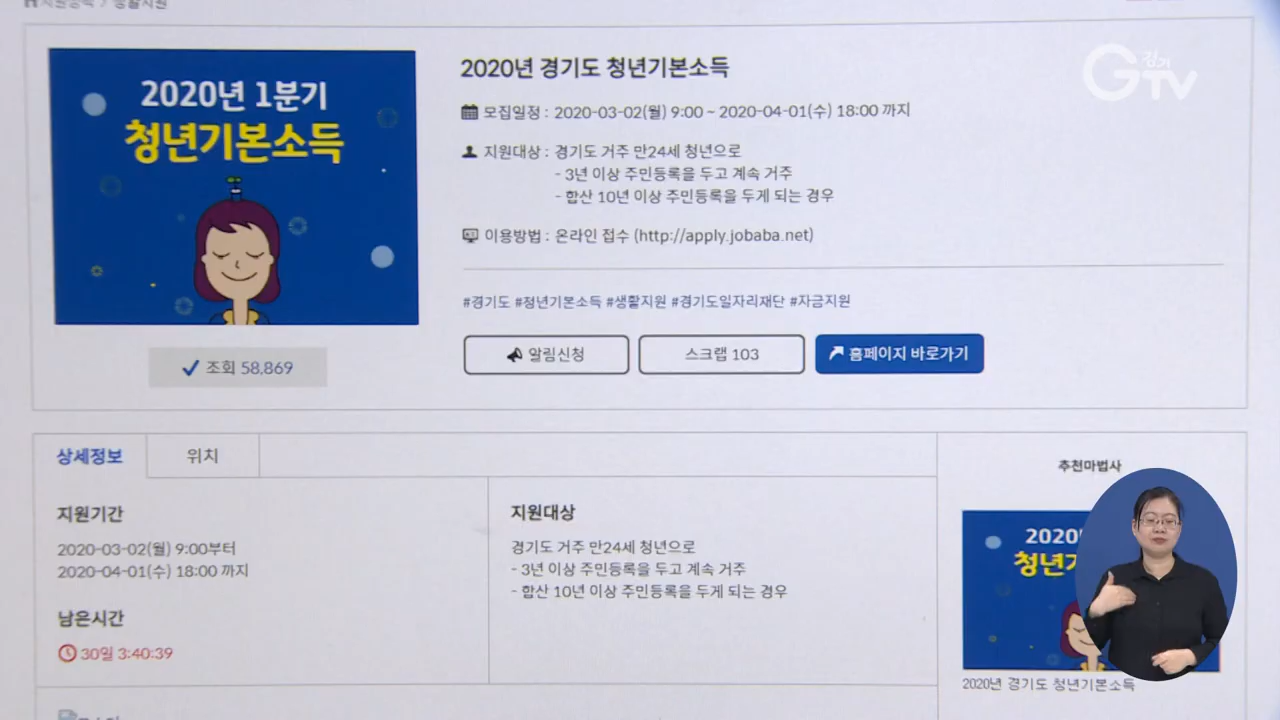 생활지원
2020년 1분기
청년기본소득
조회 58,869
2020년 경기도 청년기본소득
모집일정 : 2020-03-02(월) 9:00 ~ 2020-04-01(수) 18:00 까지
지원대상 : 경기도 거주 만24세 청년으로
- 3년 이상 주민등록을 두고 계속 거주
- 합산 10년 이상 주민등록을 두게 되는 경우
이용방법 : 온라인 접수 (http://apply.jobaba.net)
#경기도 #청년기본소득 #생활지원 #경기도일자리재단 #자금지원
알림신청
스크랩 103
홈페이지 바로가기
경기
GTV
상세정보
위치
지원기간
2020-03-02(월) 9:00부터
2020-04-01(수) 18:00 까지
남은시간
30일 3:40:39
지원대상
경기도 거주 만24세 청년으로
- 3년 이상 주민등록을 두고 계속 거주
- 합산 10년 이상 주민등록을 두게 되는 경우
추천마법사
2020
청년기
2020년 경기도 청년기본소득